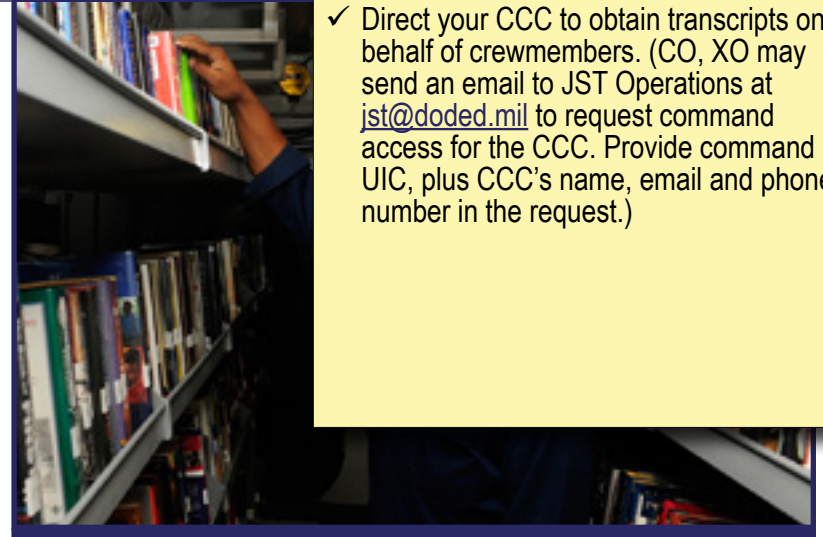 ✓ Direct your CCC to obtain transcripts on
behalf of crewmembers. (CO, XO may
send an email to JST Operations at
jst@doded.mil to request command
access for the CCC. Provide command
UIC, plus CCC's name, email and phone
number in the request.)